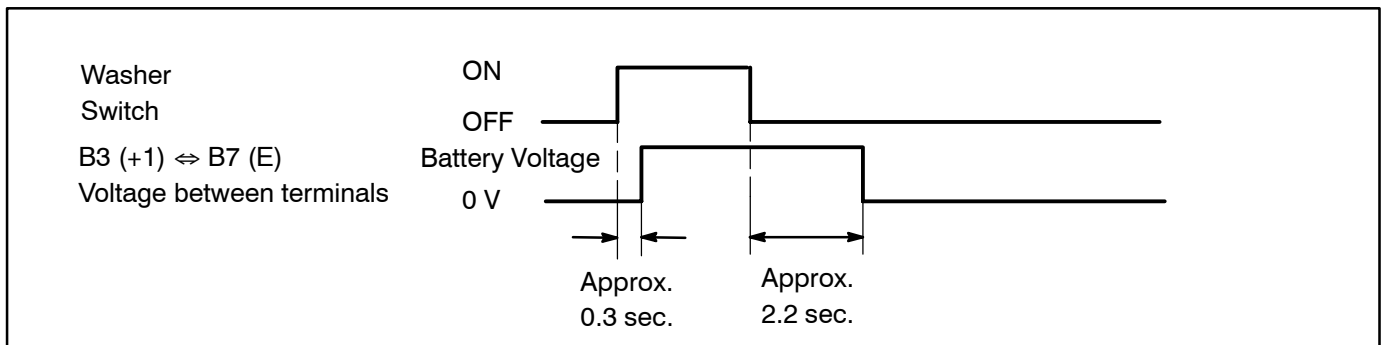 Washer
Switch
ON
OFF
B3 (+1) ⇔ B7 (E)
Voltage between terminals
Battery Voltage
0 V
Approx.
0.3 sec.
Approx.
2.2 sec.